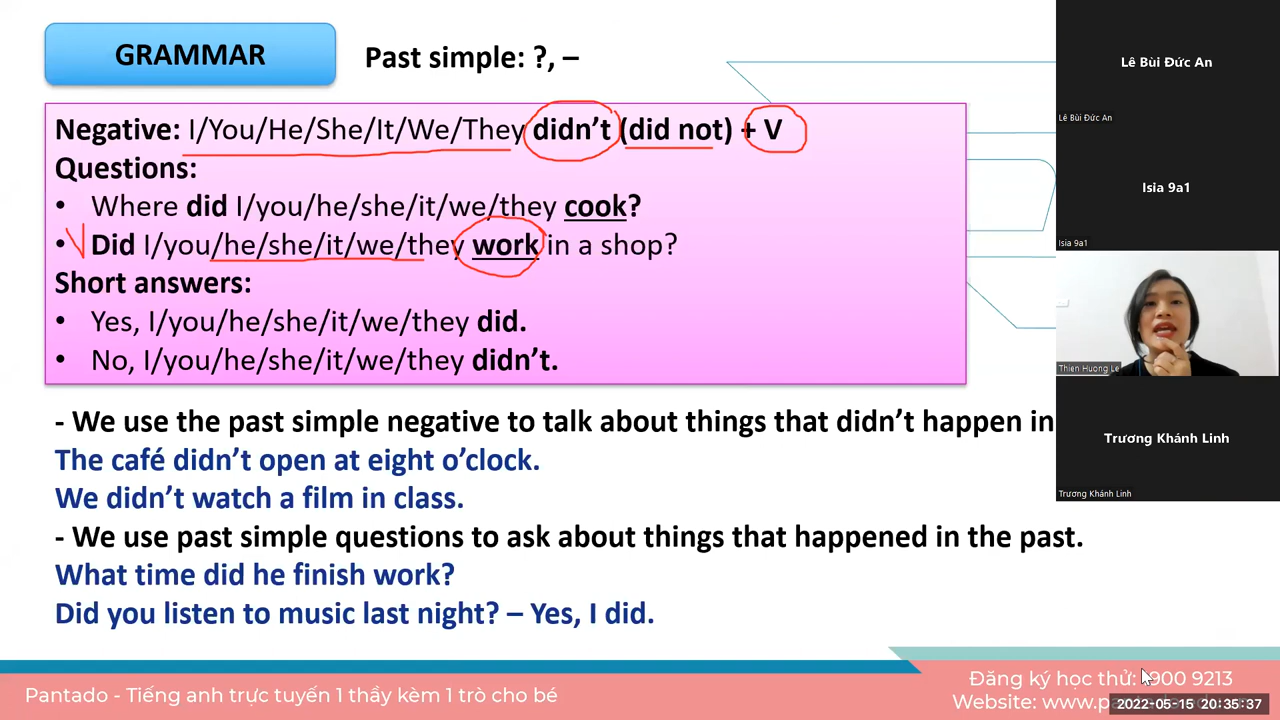 GRAMMAR
Past simple: ?, –
Negative: I/You/He/She/It/We/They didn't (did not) + V
Questions:
• Where did I/you/he/she/it/we/they cook?
• Did I/you/he/she/it/we/they work in a shop?
Short answers:
• Yes, I/you/he/she/it/we/they did.
• No, I/you/he/she/it/we/they didn't.
- We use the past simple negative to talk about things that didn't happen in
The café didn't open at eight o'clock.
We didn't watch a film in class.
- We use past simple questions to ask about things that happened in the past.
What time did he finish work?
Did you listen to music last night? – Yes, I did.
Lê Bùi Đức An
Lê Bùi Đức An
Isia 9a1
Isia 9a1
Thien Huong Le
Trương Khánh Linh
Trương Khánh Linh
Pantado - Tiếng anh trực tuyến 1 thầy kèm 1 trò cho bé
Đăng ký học thử: 900 9213
Website: www.pa
2022-05-15 20:35:37